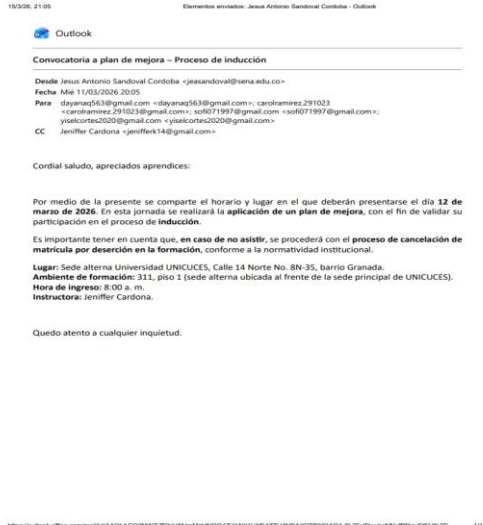 15/3/26, 21:05 Elementos enviados: Jesus Antonio Sandoval Cordoba - Outlook
Outlook
Convocatoria a plan de mejora – Proceso de inducción
Desde Jesus Antonio Sandoval Cordoba <jeasandoval@sena.edu.co>
Fecha Mié 11/03/2026 20:05
Para dayanaq563@gmail.com <dayanaq563@gmail.com>; carolramirez.291023
<carolramirez.291023@gmail.com>; sofi071997@gmail.com <sofi071997@gmail.com>;
yiselcortes2020@gmail.com <yiselcortes2020@gmail.com>
CC Jeniffer Cardona <jenifferk14@gmail.com>
Cordial saludo, apreciados aprendices:
Por medio de la presente se comparte el horario y lugar en el que deberán presentarse el día 12 de
marzo de 2026. En esta jornada se realizará la aplicación de un plan de mejora, con el fin de validar su
participación en el proceso de inducción.
Es importante tener en cuenta que, en caso de no asistir, se procederá con el proceso de cancelación de
matrícula por deserción en la formación, conforme a la normatividad institucional.
Lugar: Sede alterna Universidad UNICUCES, Calle 14 Norte No. 8N-35, barrio Granada.
Ambiente de formación: 311, piso 1 (sede alterna ubicada al frente de la sede principal de UNICUCES).
Hora de ingreso: 8:00 a. m.
Instructora: Jeniffer Cardona.
Quedo atento a cualquier inquietud.